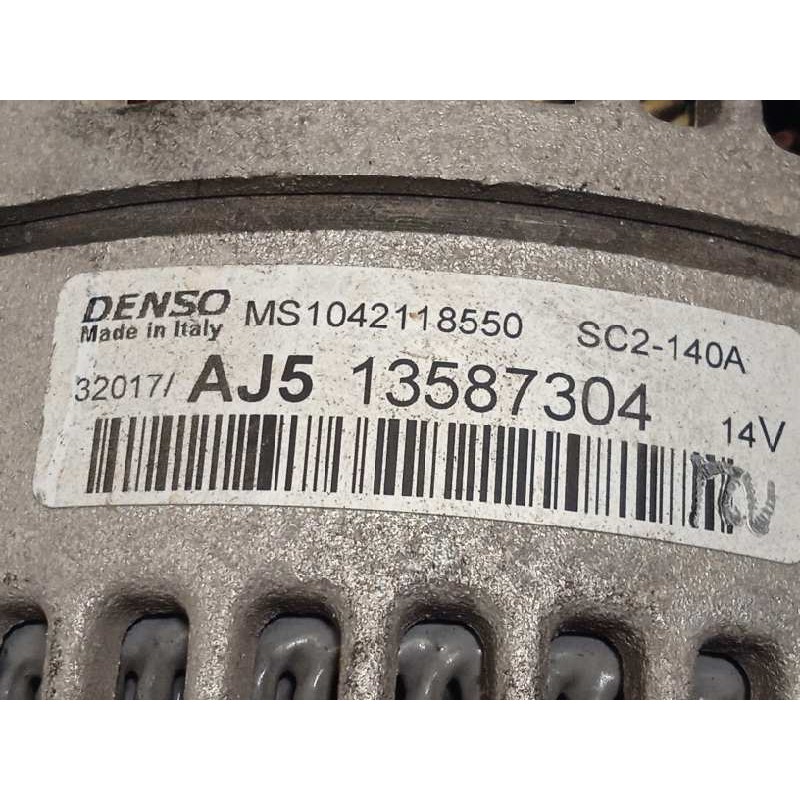 DENSO MS1042118550 SC2-140A
Made in Italy
32017/ AJ5 13587304 14V